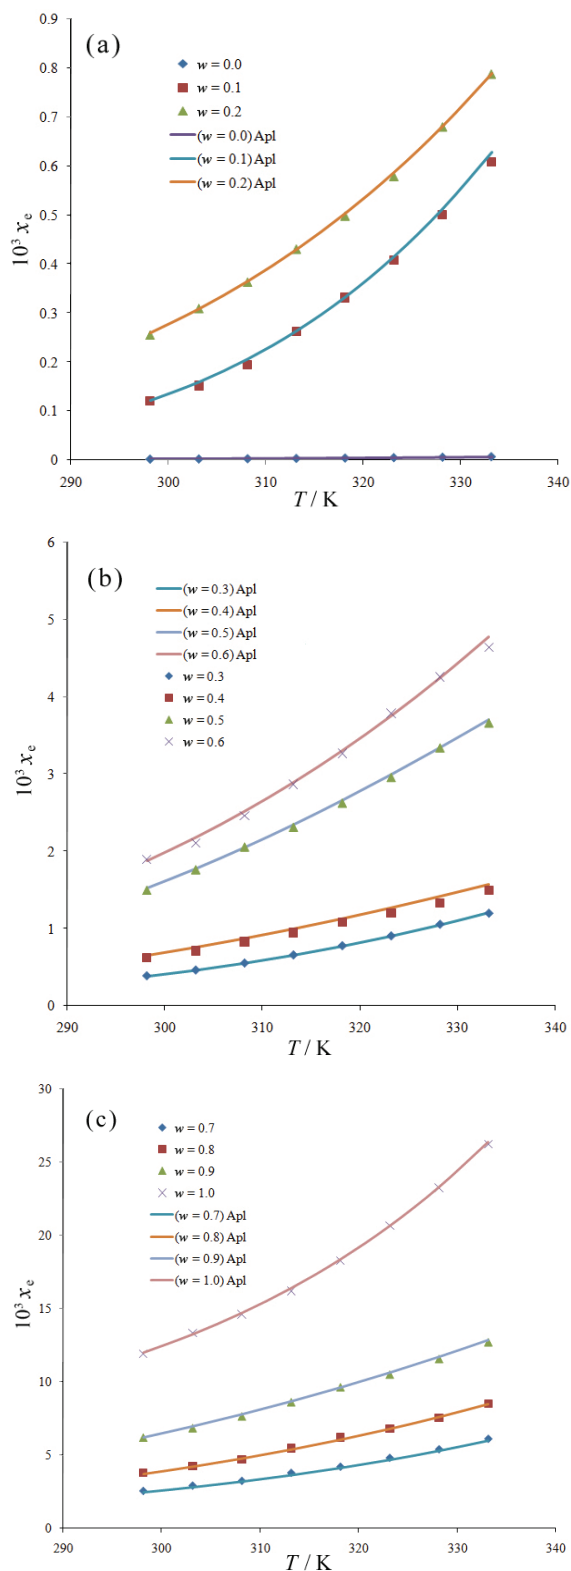 (a)
w = 0.0
w = 0.1
w = 0.2
(w = 0.0) Apl
(w = 0.1) Apl
(w = 0.2) Apl
0.9
0.8
0.7
0.6
0.5
0.4
0.3
0.2
0.1
0
10³ xₑ
290 300 310 320 330 340
T / K
(b)
(w = 0.3) Apl
(w = 0.4) Apl
(w = 0.5) Apl
(w = 0.6) Apl
w = 0.3
w = 0.4
w = 0.5
w = 0.6
6
5
4
3
2
1
0
10³ xₑ
290 300 310 320 330 340
T / K
(c)
w = 0.7
w = 0.8
w = 0.9
w = 1.0
(w = 0.7) Apl
(w = 0.8) Apl
(w = 0.9) Apl
(w = 1.0) Apl
30
25
20
15
10
5
0
10³ xₑ
290 300 310 320 330 340
T / K